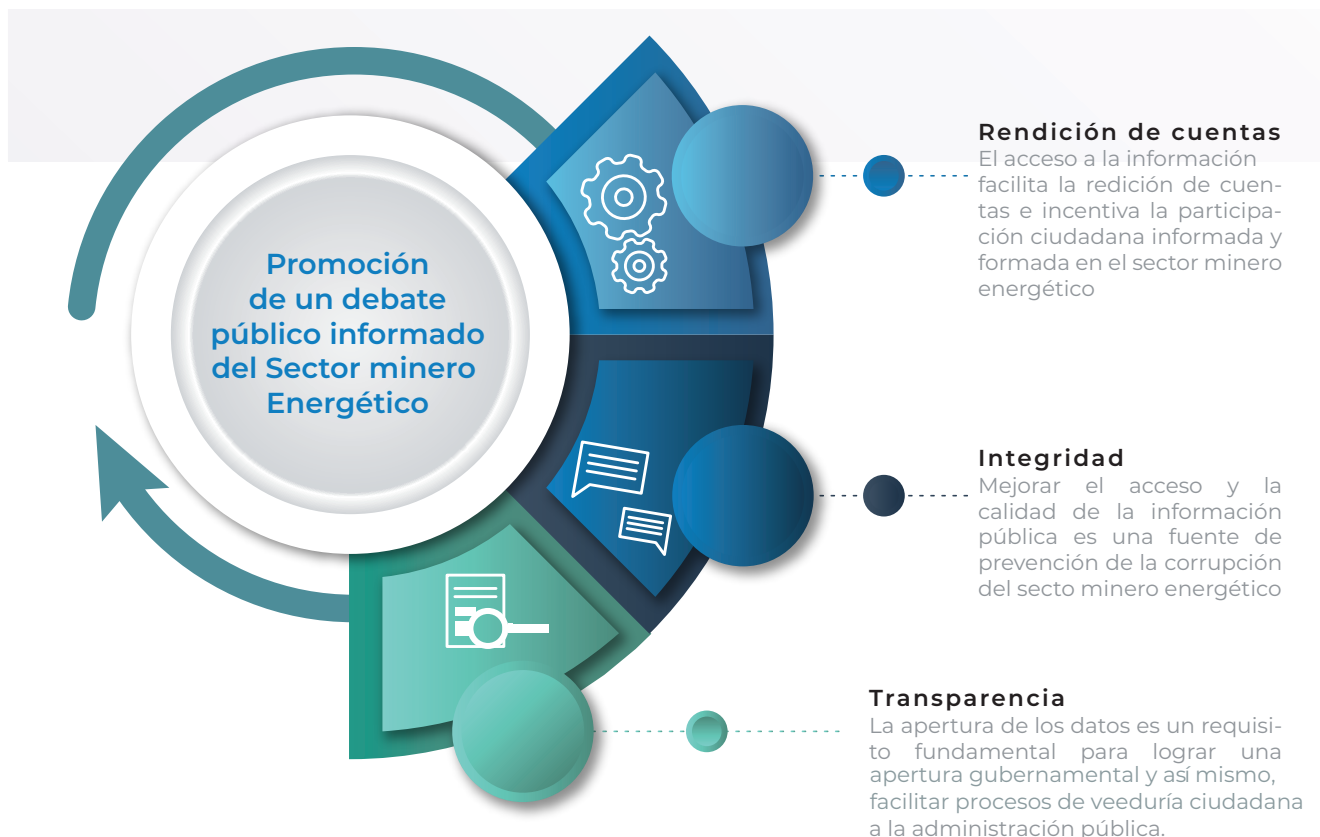 Promoción
de un debate
público informado
del Sector minero
Energético
Rendición de cuentas
El acceso a la información
facilita la redición de cuen-
tas e incentiva la participa-
ción ciudadana informada y
formada en el sector minero
energético
Integridad
Mejorar el acceso y la
calidad de la información
pública es una fuente de
prevención de la corrupción
del secto minero energético
Transparencia
La apertura de los datos es un requisi-
to fundamental para lograr una
apertura gubernamental y así mismo,
facilitar procesos de veeduría ciudadana
a la administración pública.